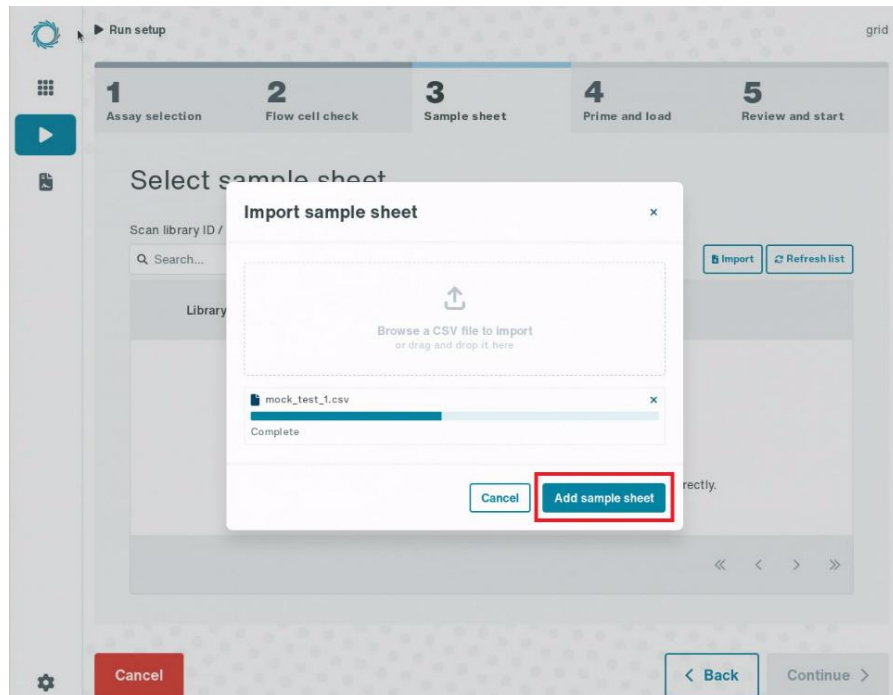 Run setup
grid
1
Assay selection
2
Flow cell check
3
Sample sheet
4
Prime and load
5
Review and start
Select sample sheet
Scan library ID /
Search...
Import
Refresh list
Library
Import sample sheet
Browse a CSV file to import
or drag and drop it here
mock_test_1.csv
Complete
Cancel
Add sample sheet
rectly.
Cancel
Back
Continue